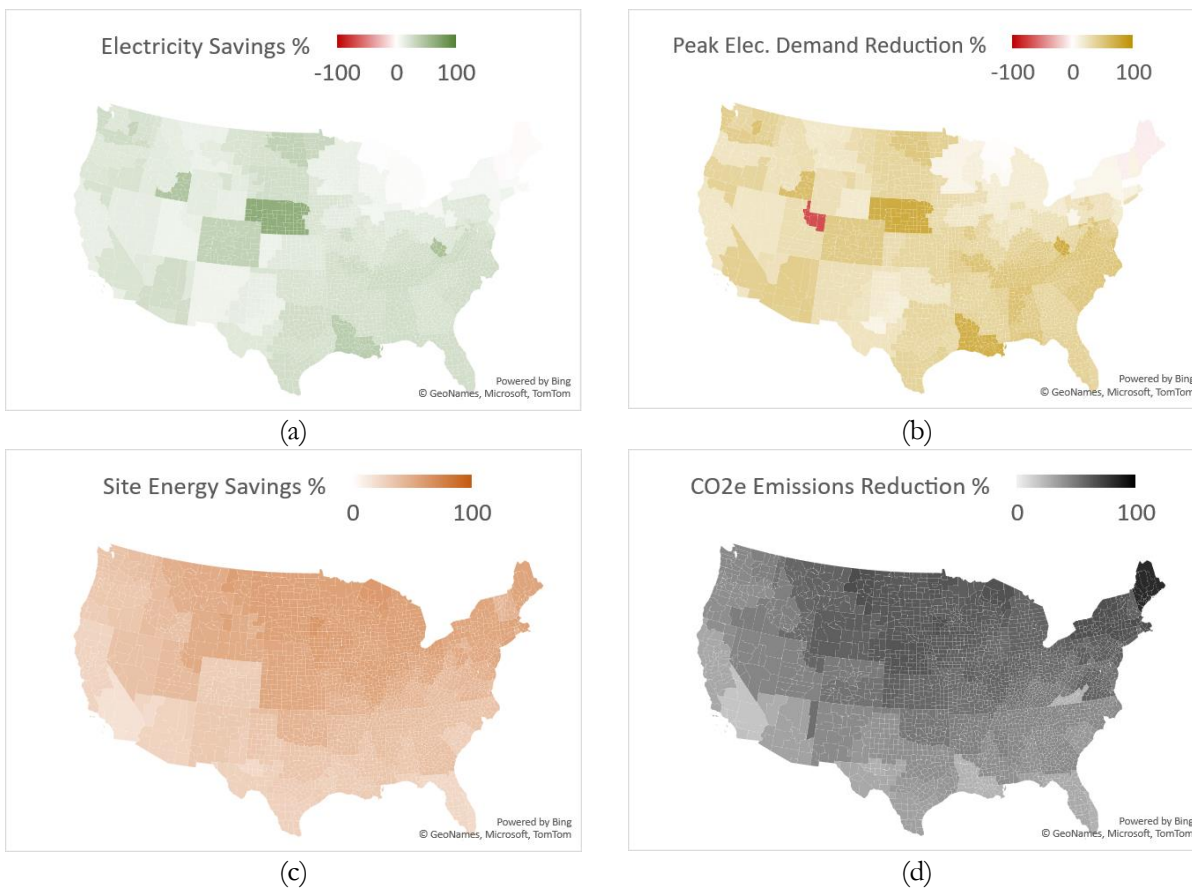 Electricity Savings %
-100 0 100
Powered by Bing
© GeoNames, Microsoft, TomTom
(a)
Peak Elec. Demand Reduction %
-100 0 100
Powered by Bing
© GeoNames, Microsoft, TomTom
(b)
Site Energy Savings %
0 100
Powered by Bing
© GeoNames, Microsoft, TomTom
(c)
CO2e Emissions Reduction %
0 100
Powered by Bing
© GeoNames, Microsoft, TomTom
(d)